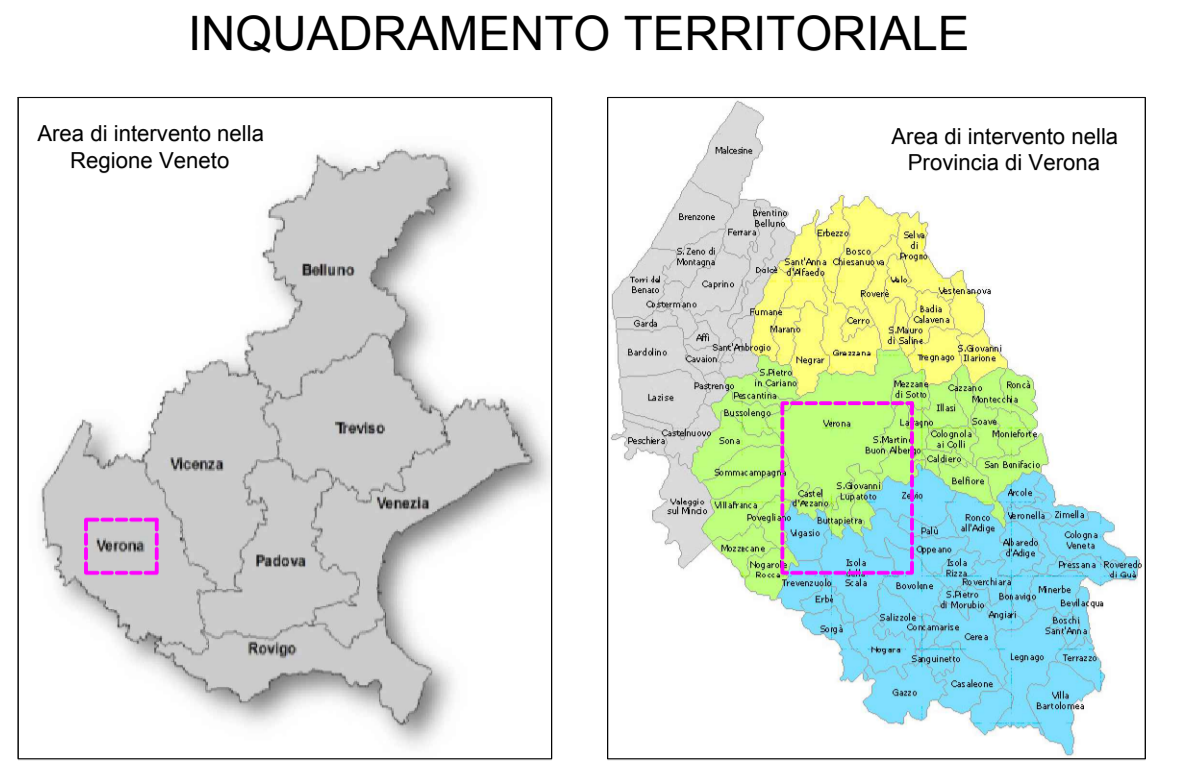 INQUADRAMENTO TERRITORIALE
Area di intervento nella
Regione Veneto
Belluno
Treviso
Vicenza
Venezia
Verona
Padova
Rovigo
Area di intervento nella
Provincia di Verona
Malcesine
Brenzone
Brentino
Belluno
Ferrara
S.Zeno di
Montagna
Dolcè
Torri del
Benaco
Caprino
Costermano
Garda
Affi
Sant'Ambrogio
Bardolino
Cavaion
Pastrengo
Lazise
Castelnuovo
Peschiera
Valeggio
sul Mincio
Erbezzo
Selva
di
Progno
Bosco
Chiesanuova
Sant'Anna
d'Alfaedo
Velo
Roverè
Vestenanova
Badia
Calavena
Fumane
Marano
Cerro
S.Mauro
di Saline
S.Giovanni
Ilarione
Tregnago
Grezzana
Negrar
S.Pietro
in Cariano
Pescantina
Mezzane
di Sotto
Cazzano
Roncà
Montecchia
Illasi
Bussolengo
Verona
Lavagno
Soave
Sona
S.Martino
Buon Albergo
Colognola
ai Colli
Monteforte
Caldiero
San Bonifacio
Sommacampagna
Belfiore
S.Giovanni
Lupatoto
Castel
d'Azzano
Zevio
Arcole
Villafranca
Povegliano
Buttapietra
Vigasio
Palù
Ronco
all'Adige
Veronella
Zimella
Cologna
Veneta
Albaredo
d'Adige
Mozzecane
Oppeano
Nogarole
Rocca
Isola
della
Scala
Isola
Rizza
Pressana
Roveredo
di Guà
Trevenzuolo
Bovolone
Roverchiara
Minerbe
Erbè
S.Pietro
di Morubio
Bonavigo
Bevilacqua
Angiari
Salizzole
Boschi
Sant'Anna
Sorgà
Concamarise
Cerea
Nogara
Sanguinetto
Legnago
Terrazzo
Casaleone
Gazzo
Villa
Bartolomea